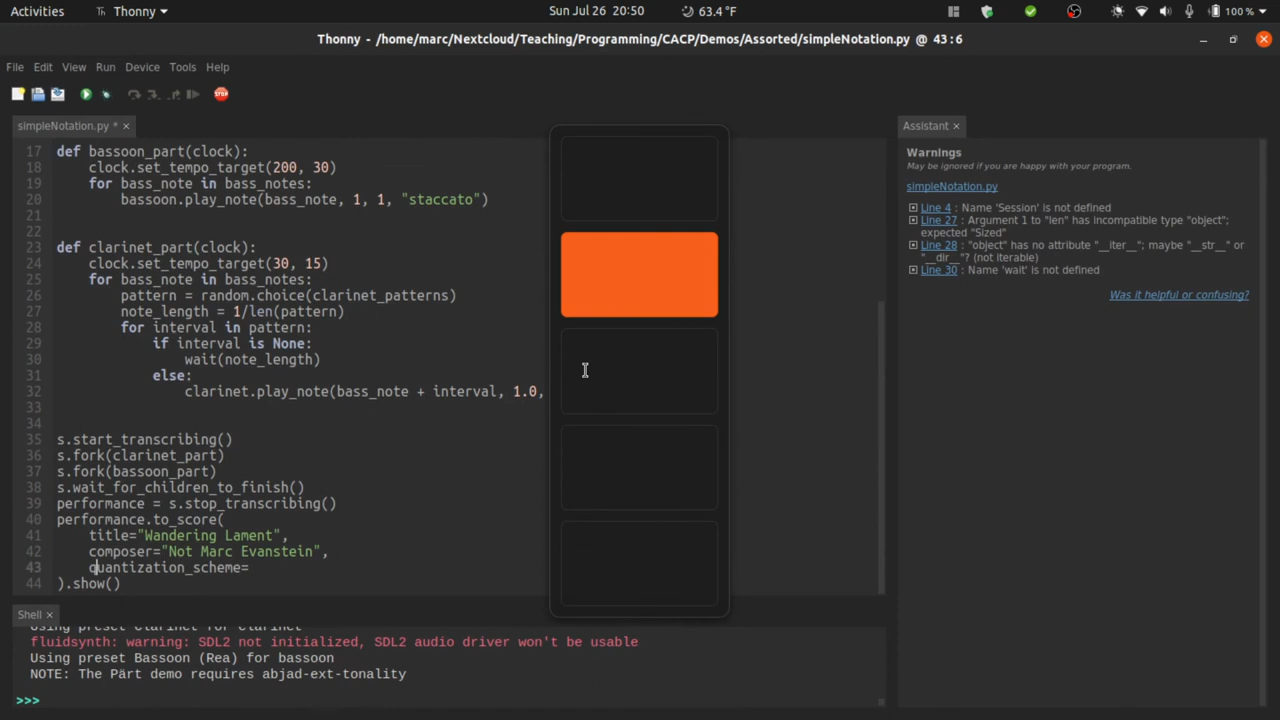 Activities
Thonny
Sun Jul 26 20:50
63.4 °F
100 %
Thonny - /home/marc/Nextcloud/Teaching/Programming/CACP/Demos/Assorted/simpleNotation.py @ 43:6
File Edit View Run Device Tools Help
STOP
simpleNotation.py *
17 def bassoon_part(clock):
18 clock.set_tempo_target(200, 30)
19 for bass_note in bass_notes:
20 bassoon.play_note(bass_note, 1, 1, "staccato")
21
22
23 def clarinet_part(clock):
24 clock.set_tempo_target(30, 15)
25 for bass_note in bass_notes:
26 pattern = random.choice(clarinet_patterns)
27 note_length = 1/len(pattern)
28 for interval in pattern:
29 if interval is None:
30 wait(note_length)
31 else:
32 clarinet.play_note(bass_note + interval, 1.0,
33
34
35 s.start_transcribing()
36 s.fork(clarinet_part)
37 s.fork(bassoon_part)
38 s.wait_for_children_to_finish()
39 performance = s.stop_transcribing()
40 performance.to_score(
41 title="Wandering Lament",
42 composer="Not Marc Evanstein",
43 quantization_scheme=
44 ).show()
Shell
Using preset Clarinet for clarinet
fluidsynth: warning: SDL2 not initialized, SDL2 audio driver won't be usable
Using preset Bassoon (Rea) for bassoon
NOTE: The Pärt demo requires abjad-ext-tonality
>>>
Assistant
Warnings
May be ignored if you are happy with your program.
simpleNotation.py
Line 4 : Name 'Session' is not defined
Line 27 : Argument 1 to "len" has incompatible type "object";
expected "Sized"
Line 28 : "object" has no attribute "__iter__"; maybe "__str__" or
"__dir__"? (not iterable)
Line 30 : Name 'wait' is not defined
Was it helpful or confusing?